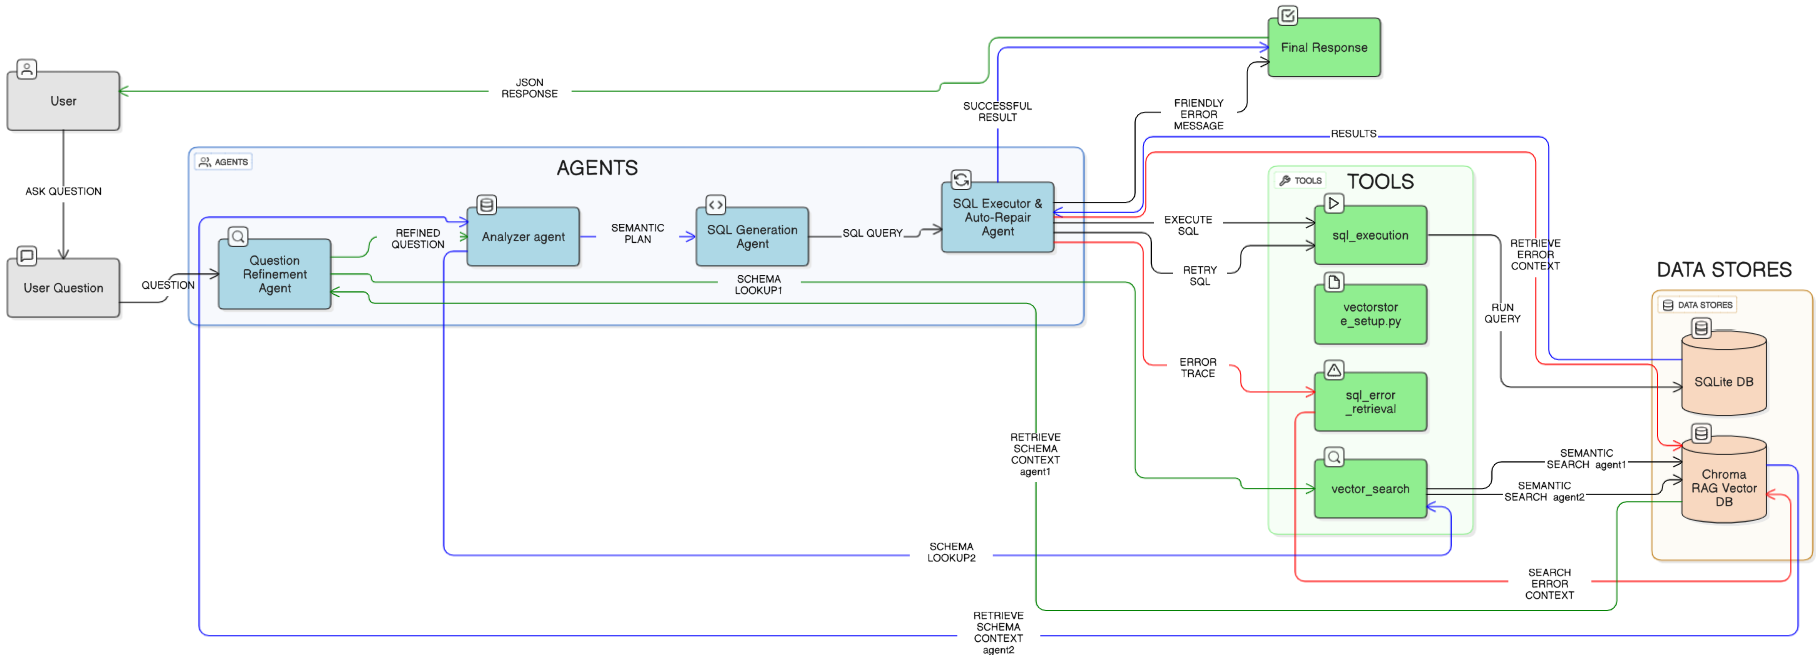 Final Response
User
JSON
RESPONSE
SUCCESSFUL
RESULT
FRIENDLY
ERROR
MESSAGE
RESULTS
AGENTS
AGENTS
TOOLS
TOOLS
ASK QUESTION
SQL Executor &
Auto-Repair
Agent
EXECUTE
SQL
sql_execution
REFINED
QUESTION
Analyzer agent
SEMANTIC
PLAN
SQL Generation
Agent
SQL QUERY
RETRIEVE
ERROR
CONTEXT
User Question
QUESTION
Question
Refinement
Agent
SCHEMA
LOOKUP1
RETRY
SQL
DATA STORES
DATA STORES
vectorstor
e_setup.py
RUN
QUERY
ERROR
TRACE
SQLite DB
sql_error
_retrieval
RETRIEVE
SCHEMA
CONTEXT
agent1
vector_search
SEMANTIC
SEARCH agent1
SEMANTIC
SEARCH agent2
Chroma
RAG Vector
DB
SCHEMA
LOOKUP2
SEARCH
ERROR
CONTEXT
RETRIEVE
SCHEMA
CONTEXT
agent2